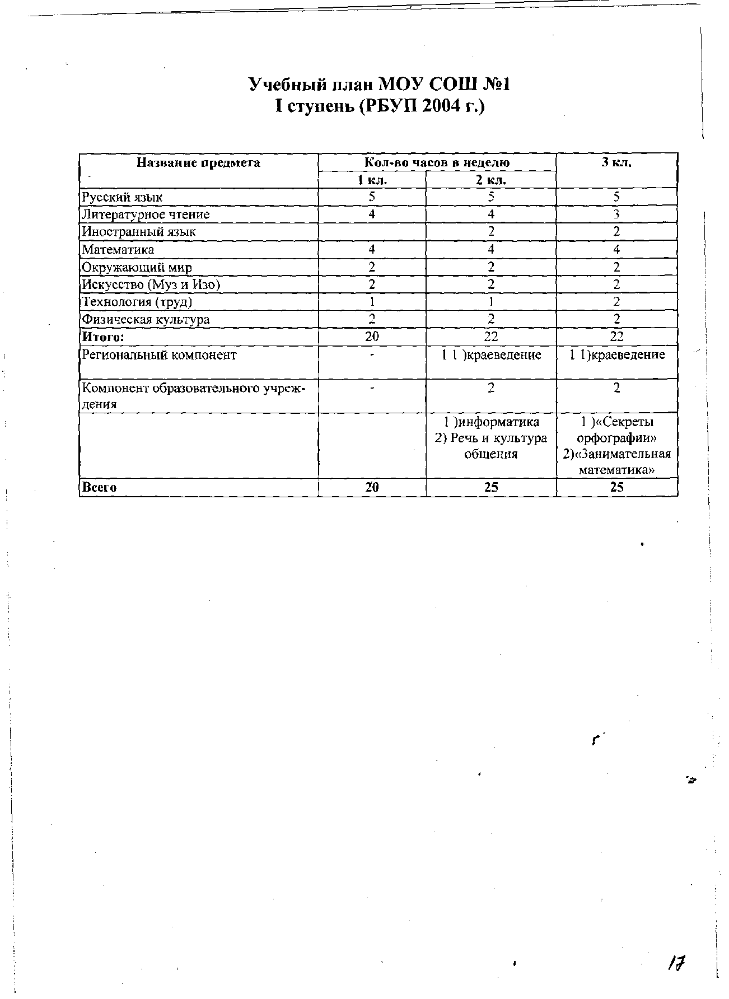 Учебный план МОУ СОШ №1
I ступень (РБУП 2004 г.)
Название предмета Кол-во часов в неделю 3 кл.
1 кл. 2 кл.
Русский язык 5 5 5
Литературное чтение 4 4 3
Иностранный язык 2 2
Математика 4 4 4
Окружающий мир 2 2 2
Искусство (Муз и Изо) 2 2 2
Технология (труд) 1 1 2
Физическая культура 2 2 2
Итого: 20 22 22
Региональный компонент - 1 1 )краеведение 1 1)краеведение
Компонент образовательного учреж- - 2 2
дения
1 )информатика 1 )«Секреты
2) Речь и культура орфографии»
общения 2)«Занимательная
математика»
Всего 20 25 25
17